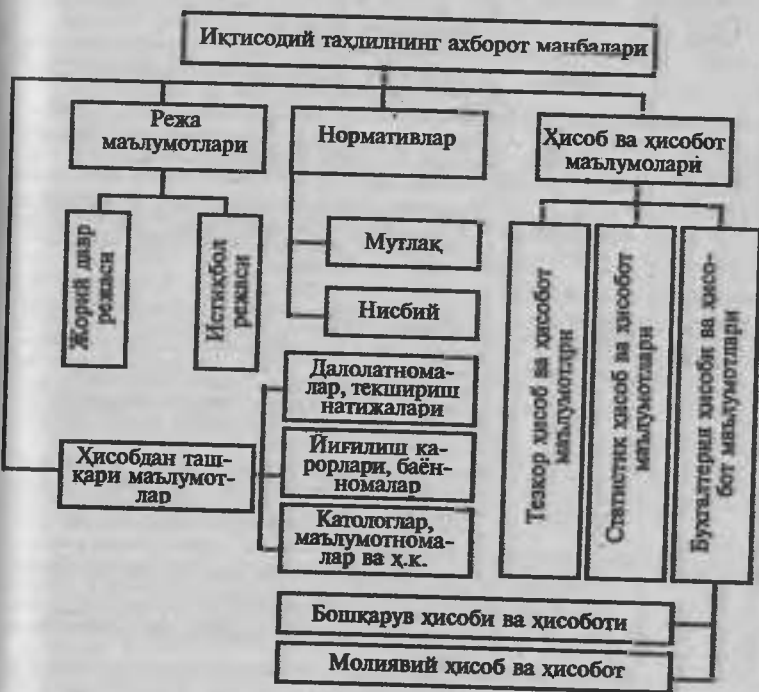 Иқтисодий таҳлилнинг ахборот манбалари
Режа
маълумотлари
Нормативлар
Ҳисоб ва ҳисобот
маълумолари
Жорий давр
режаси
Истиқбол
режаси
Мутлақ
Нисбий
Тезкор ҳисоб ва ҳисобот
маълумотлари
Статистик ҳисоб ва ҳисобот
маълумотлари
Бухгалтерия ҳисоби ва ҳисо-
бот маълумотлари
Ҳисобдан таш-
қари маълумот-
лар
Далолатнома-
лар, текшириш
натижалари
Йиғилиш ка-
рорлари, баён-
номалар
Катологлар,
маълумотнома-
лар ва ҳ.к.
Бошқарув ҳисоби ва ҳисоботи
Молиявий ҳисоб ва ҳисобот